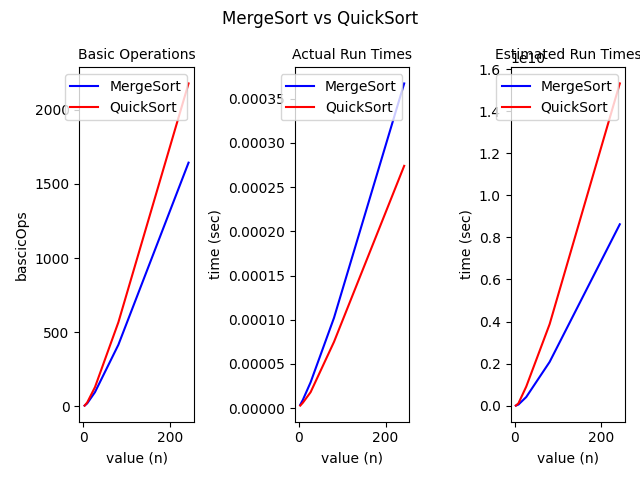 MergeSort vs QuickSort
Basic Operations
MergeSort
QuickSort
2000
1500
1000
500
0
bascicOps
0 200
value (n)
Actual Run Times
MergeSort
QuickSort
0.00035
0.00030
0.00025
0.00020
0.00015
0.00010
0.00005
0.00000
time (sec)
0 200
value (n)
Estimated Run Times
1e10
MergeSort
QuickSort
1.6
1.4
1.2
1.0
0.8
0.6
0.4
0.2
0.0
time (sec)
0 200
value (n)